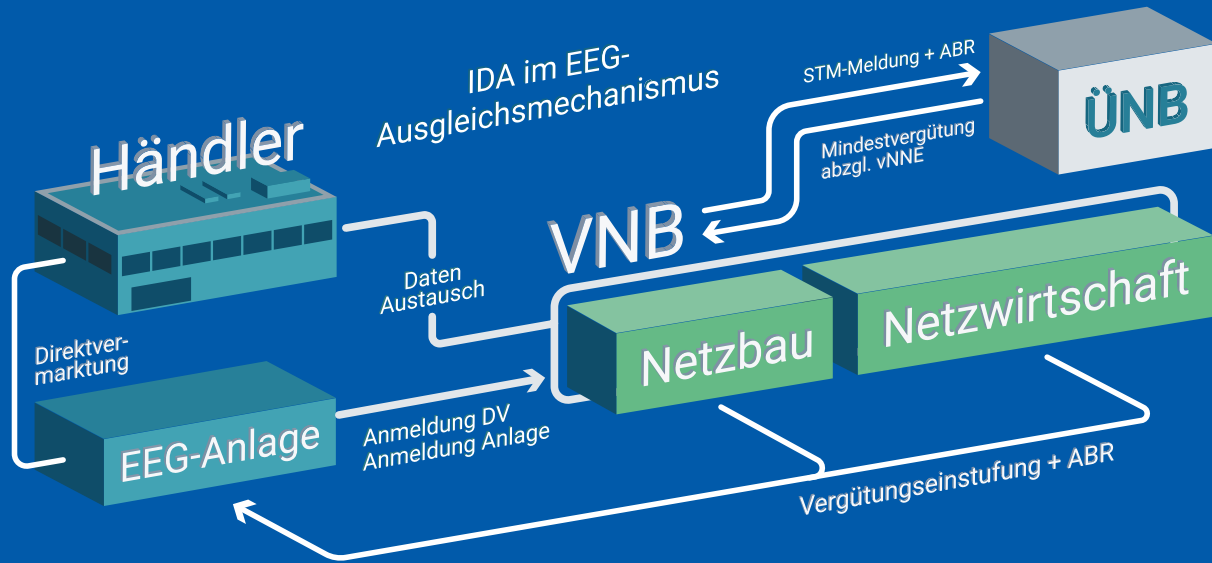 IDA im EEG-
Ausgleichsmechanismus
STM-Meldung + ABR
ÜNB
Mindestvergütung
abzgl. vNNE
Händler
VNB
Daten
Austausch
Netzwirtschaft
Netzbau
Direktver-
marktung
EEG-Anlage
Anmeldung DV
Anmeldung Anlage
Vergütungseinstufung + ABR